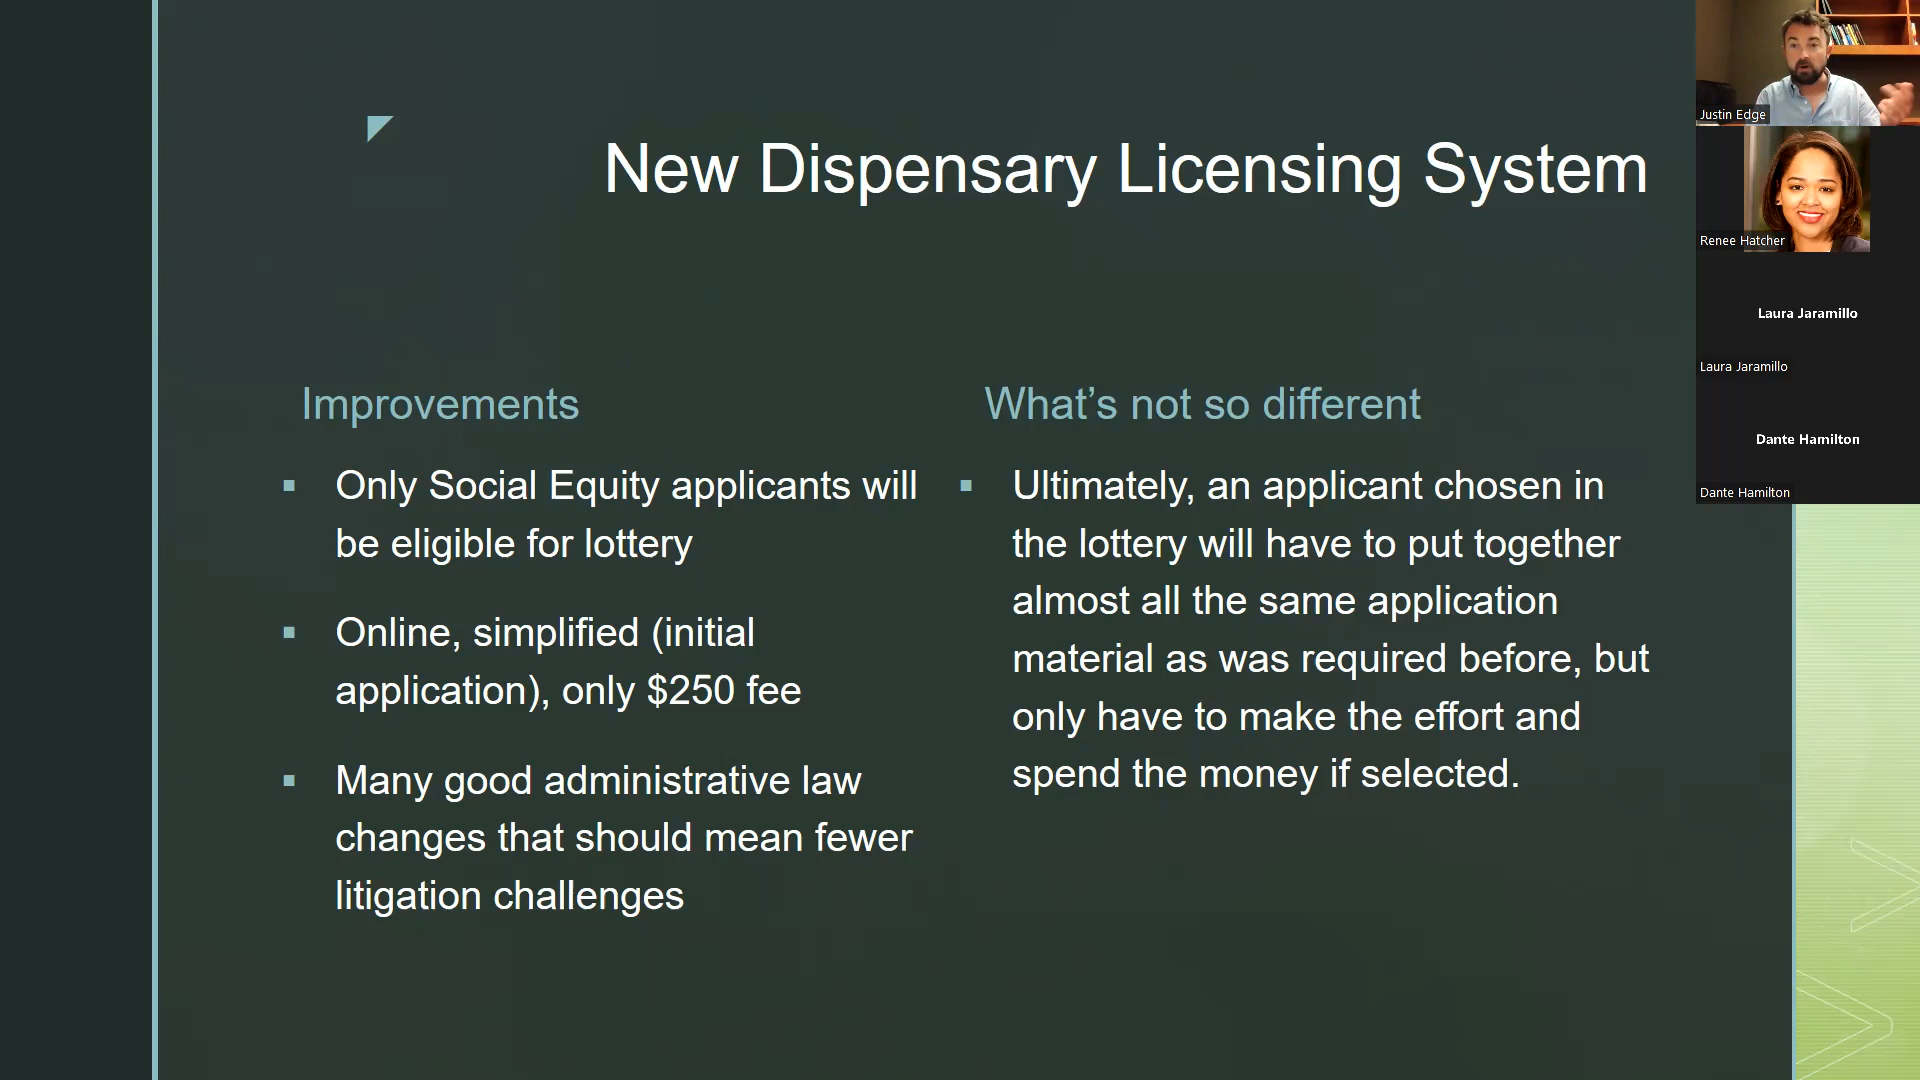 New Dispensary Licensing System
Improvements
▪ Only Social Equity applicants will
be eligible for lottery
▪ Online, simplified (initial
application), only $250 fee
▪ Many good administrative law
changes that should mean fewer
litigation challenges
What’s not so different
▪ Ultimately, an applicant chosen in
the lottery will have to put together
almost all the same application
material as was required before, but
only have to make the effort and
spend the money if selected.
Justin Edge
Renee Hatcher
Laura Jaramillo
Laura Jaramillo
Dante Hamilton
Dante Hamilton